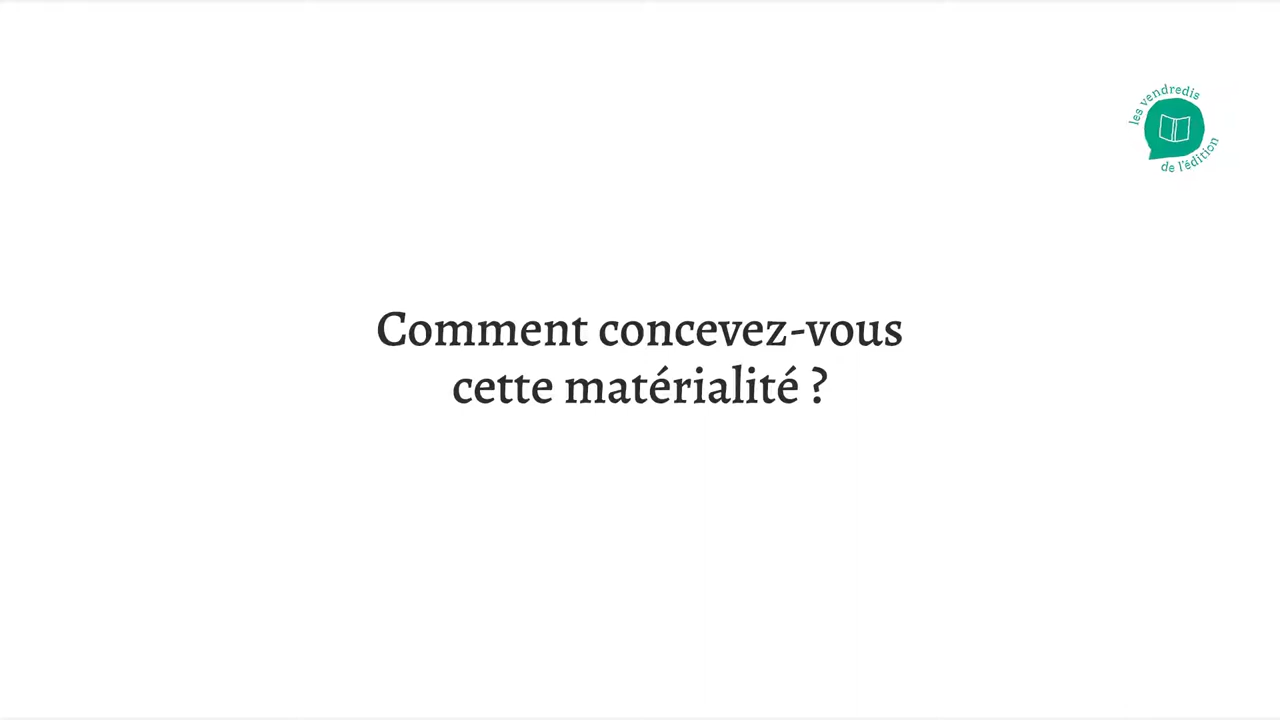 les vendredis
de l'édition
Comment concevez-vous
cette matérialité ?